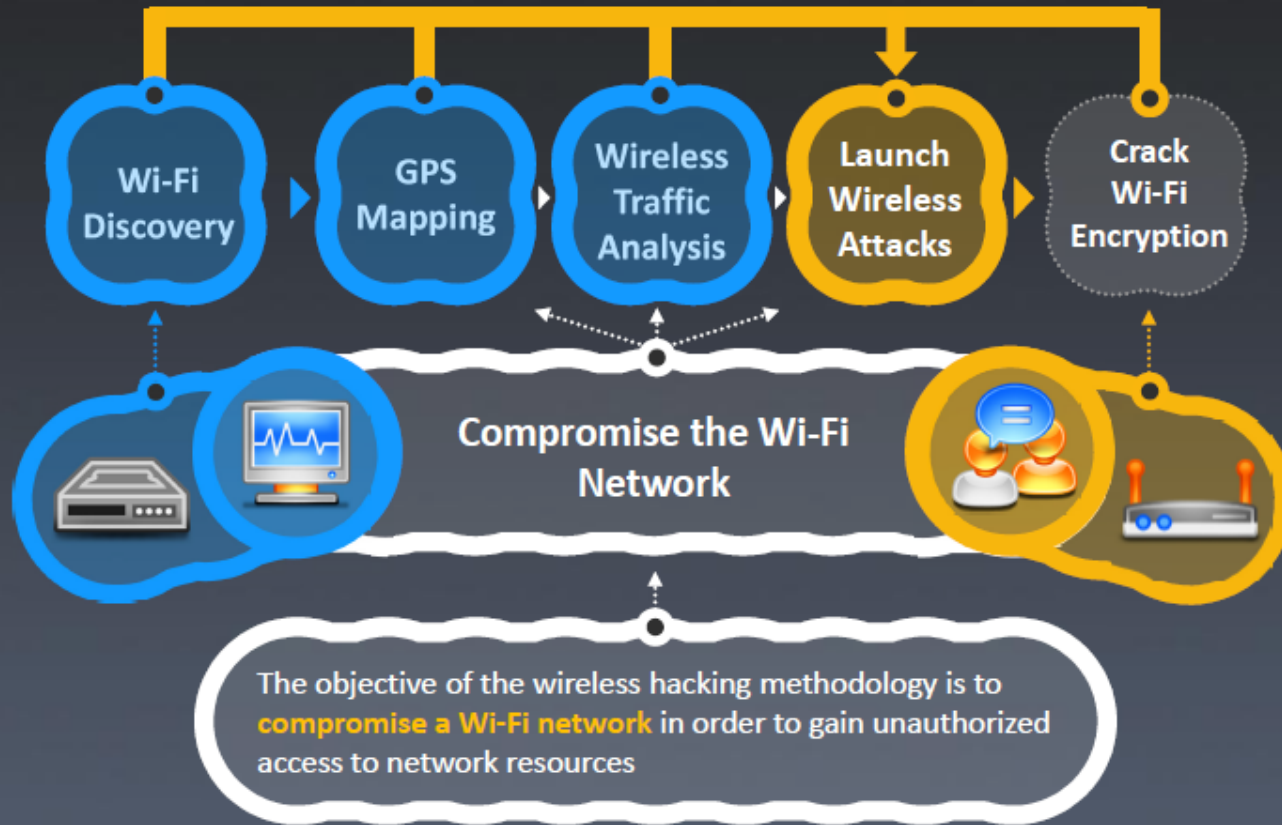 Wi-Fi
Discovery
GPS
Mapping
Wireless
Traffic
Analysis
Launch
Wireless
Attacks
Crack
Wi-Fi
Encryption
Compromise the Wi-Fi
Network
The objective of the wireless hacking methodology is to
compromise a Wi-Fi network in order to gain unauthorized
access to network resources